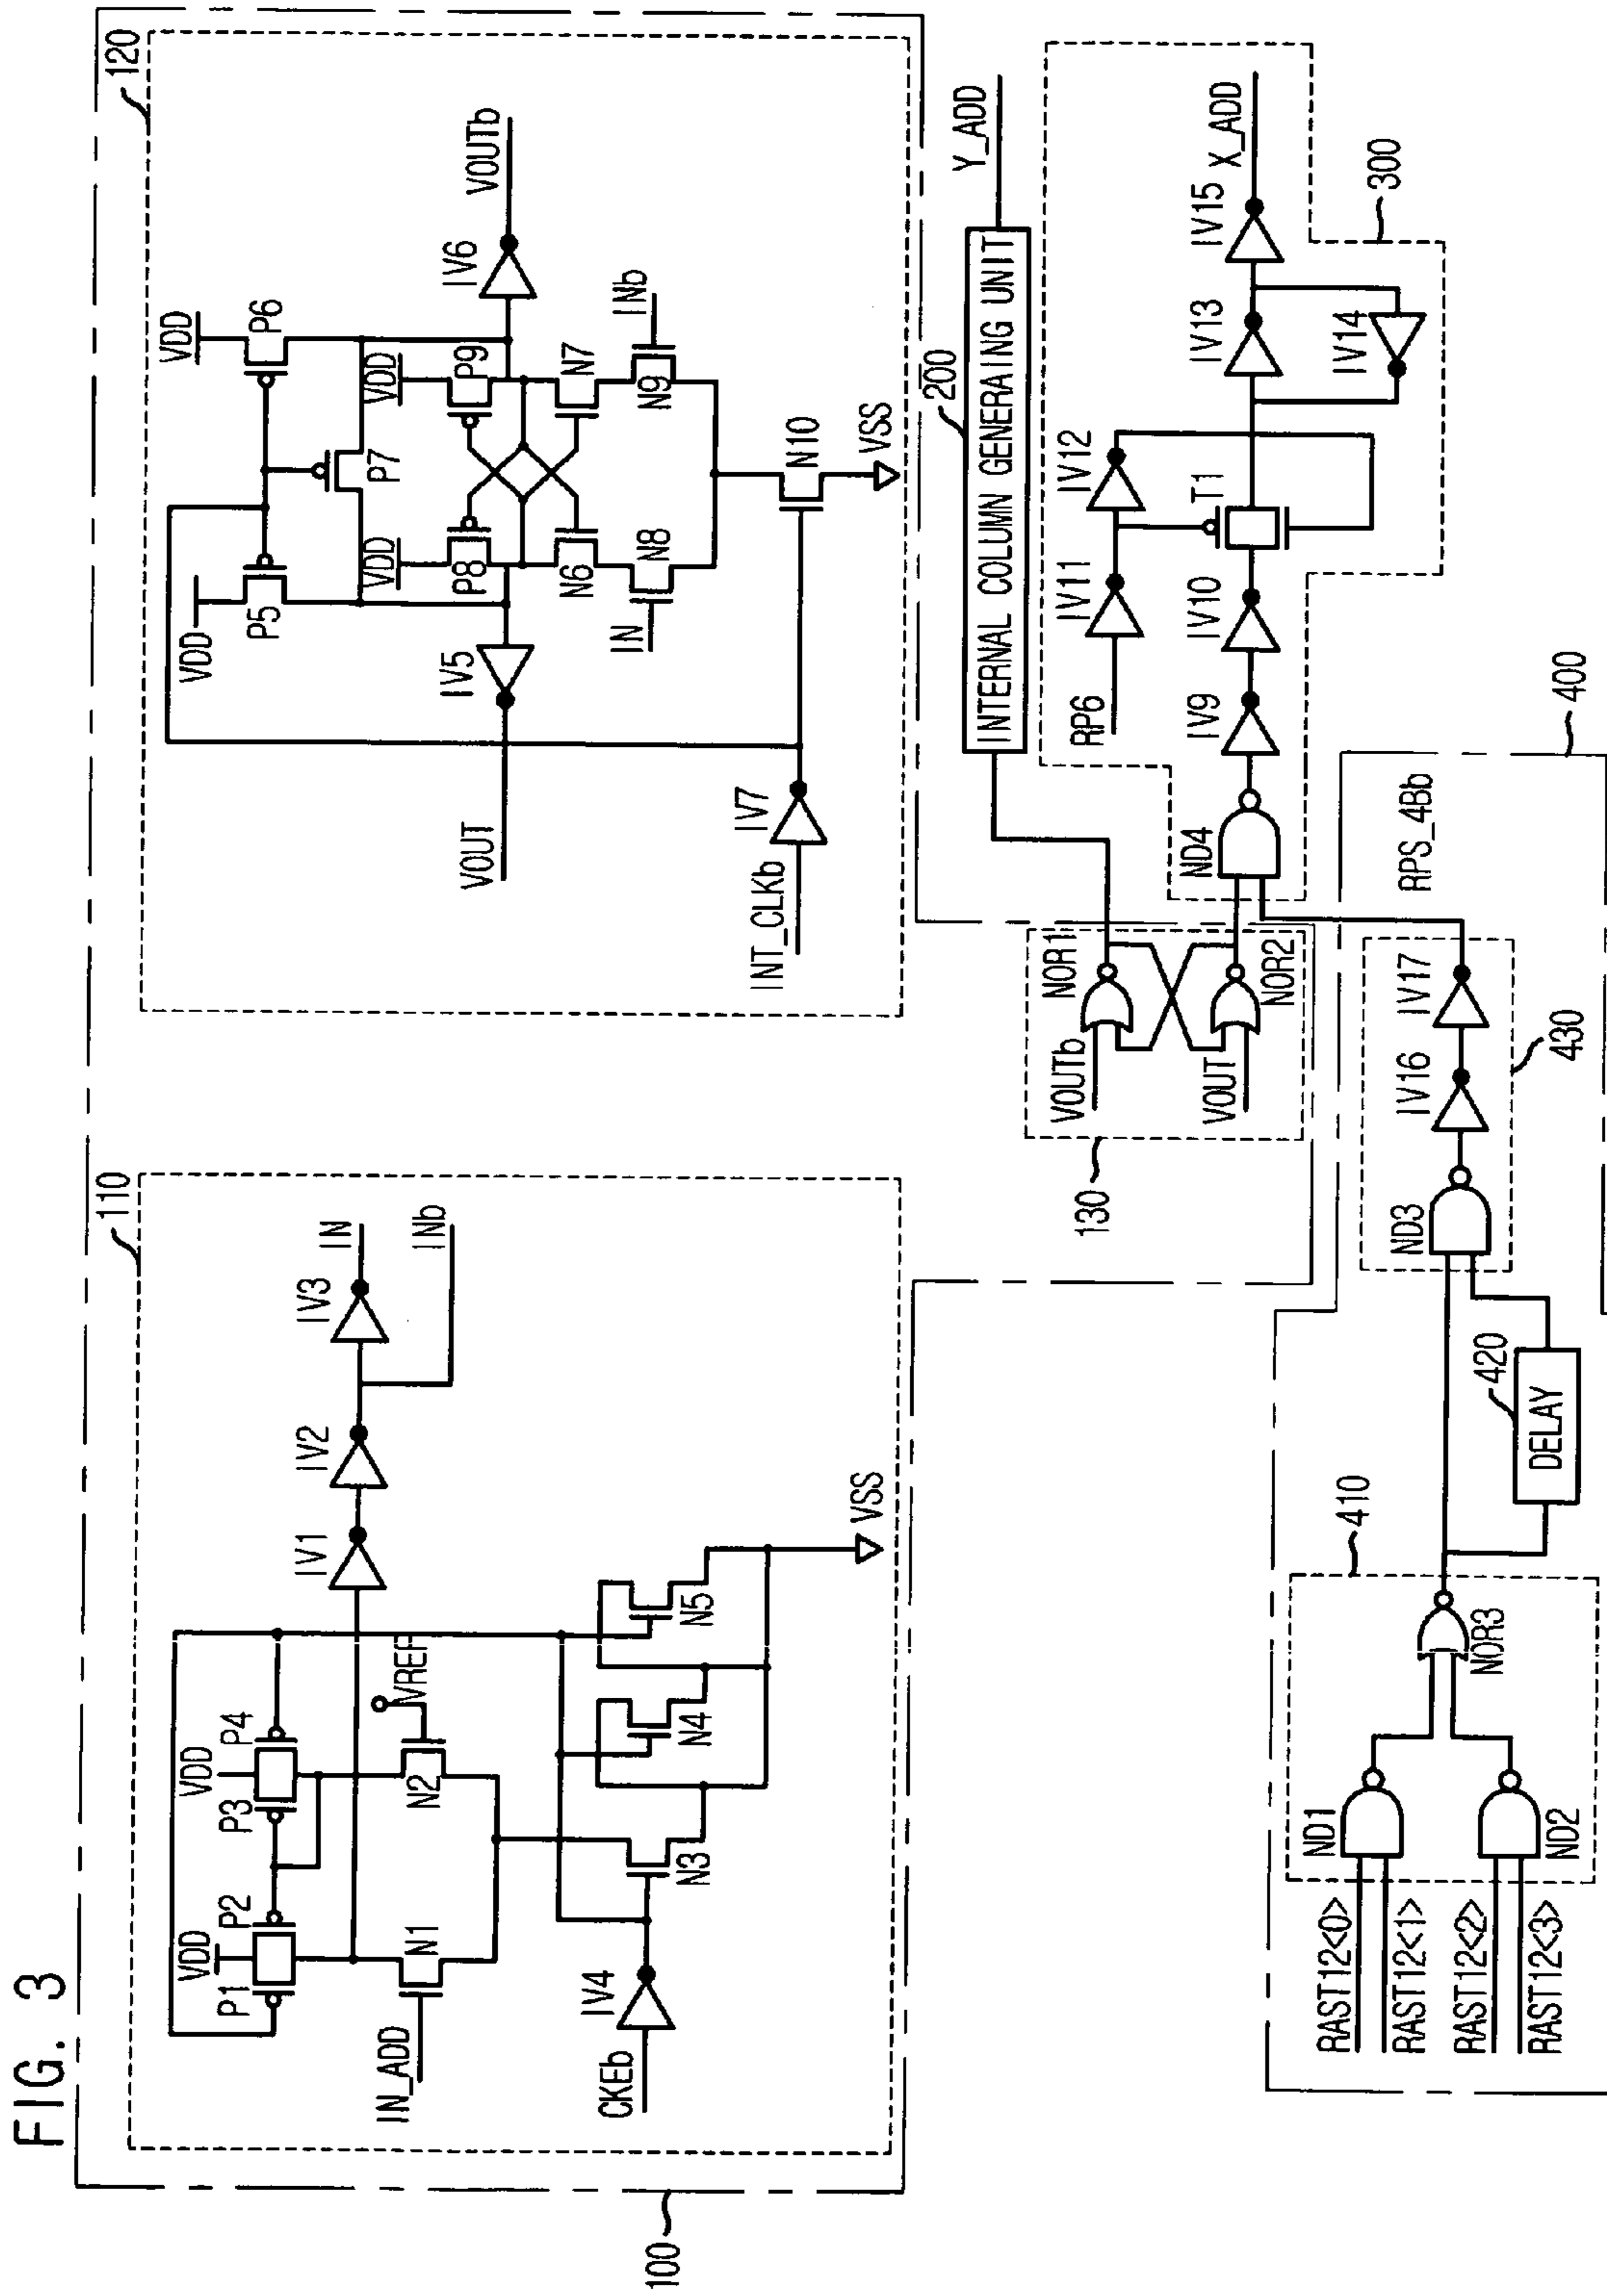 FIG. 3
100
110
VDD
P1
P2
VDD
P3
P4
IN_ADD
N1
N2
VREF
IV1
IV2
IV3
IN
INb
CKEb
IV4
N3
N4
N5
VSS
120
VDD
P5
VDD
P6
P7
VDD
P8
VDD
P9
VOUT
IV5
IV6
VOUTb
N6
N7
IN
N8
N9
INb
INT_CLKb
IV7
N10
VSS
130
VOUTb
NOR1
VOUT
NOR2
200
INTERNAL COLUMN GENERAING UNIT
Y_ADD
300
RP6
IV11
IV12
ND4
IV9
IV10
T1
IV13
IV14
IV15
X_ADD
400
RPS_4Bb
410
RAST12<0>
RAST12<1>
ND1
RAST12<2>
RAST12<3>
ND2
NOR3
420
DELAY
430
ND3
IV16
IV17